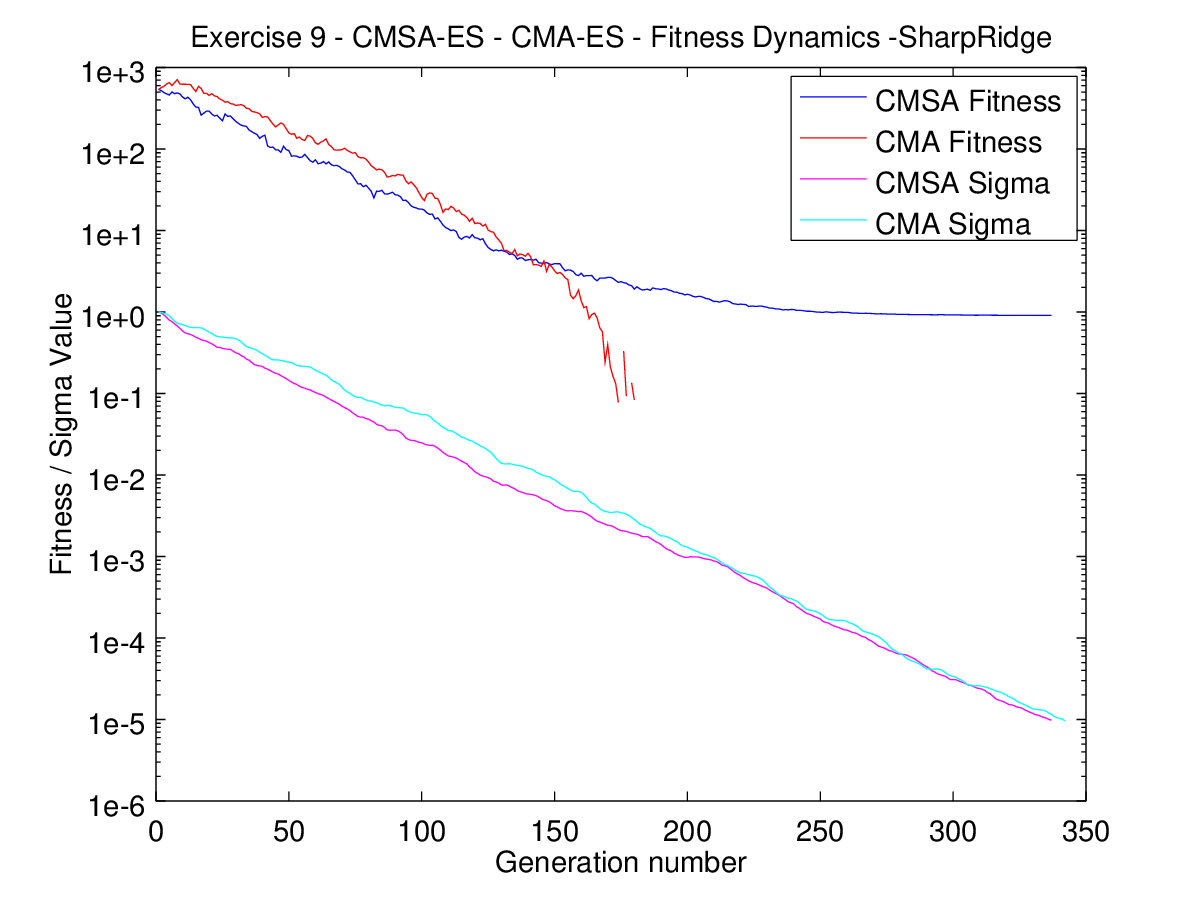 Exercise 9 - CMSA-ES - CMA-ES - Fitness Dynamics -SharpRidge
CMSA Fitness
CMA Fitness
CMSA Sigma
CMA Sigma
Fitness / Sigma Value
1e+3
1e+2
1e+1
1e+0
1e-1
1e-2
1e-3
1e-4
1e-5
1e-6
0 50 100 150 200 250 300 350
Generation number